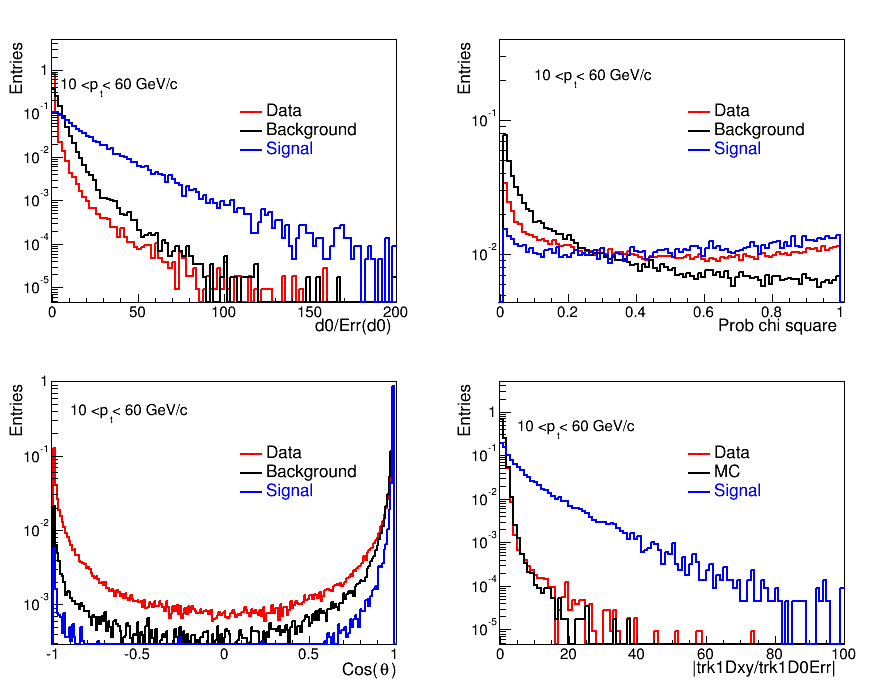 Entries
1
10 <p_t< 60 GeV/c
10^-1
10^-2
10^-3
10^-4
10^-5
Data
Background
Signal
0 50 100 150 200
d0/Err(d0)
Entries
10 <p_t< 60 GeV/c
10^-1
10^-2
Data
Background
Signal
0 0.2 0.4 0.6 0.8 1
Prob chi square
Entries
1
10 <p_t< 60 GeV/c
10^-1
10^-2
10^-3
Data
Background
Signal
-1 -0.5 0 0.5 1
Cos(θ)
Entries
1
10 <p_t< 60 GeV/c
10^-1
10^-2
10^-3
10^-4
10^-5
Data
MC
Signal
0 20 40 60 80 100
|trk1Dxy/trk1D0Err|